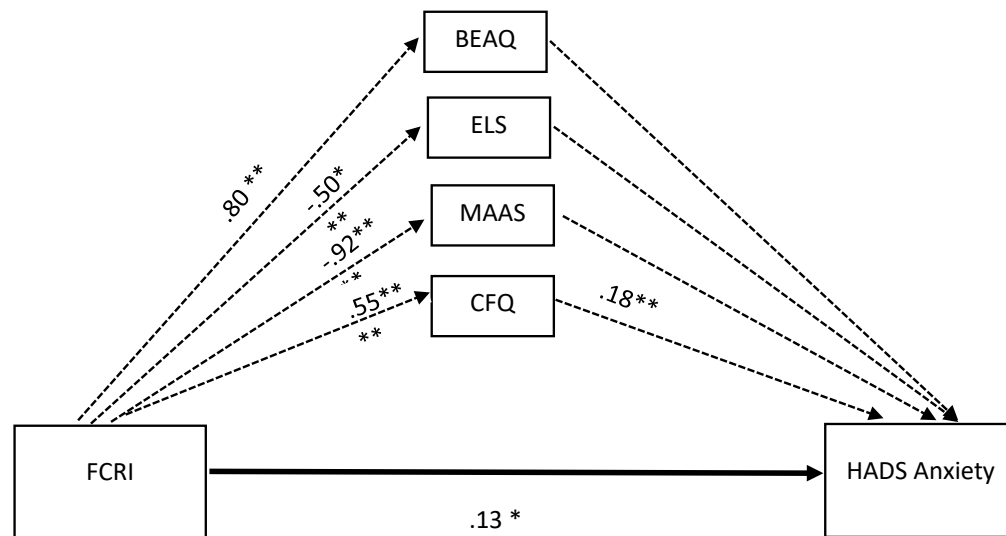 BEAQ
ELS
MAAS
CFQ
.80 **
-.50*
**
-.92**
**
.55**
**
.18**
FCRI
HADS Anxiety
.13 *